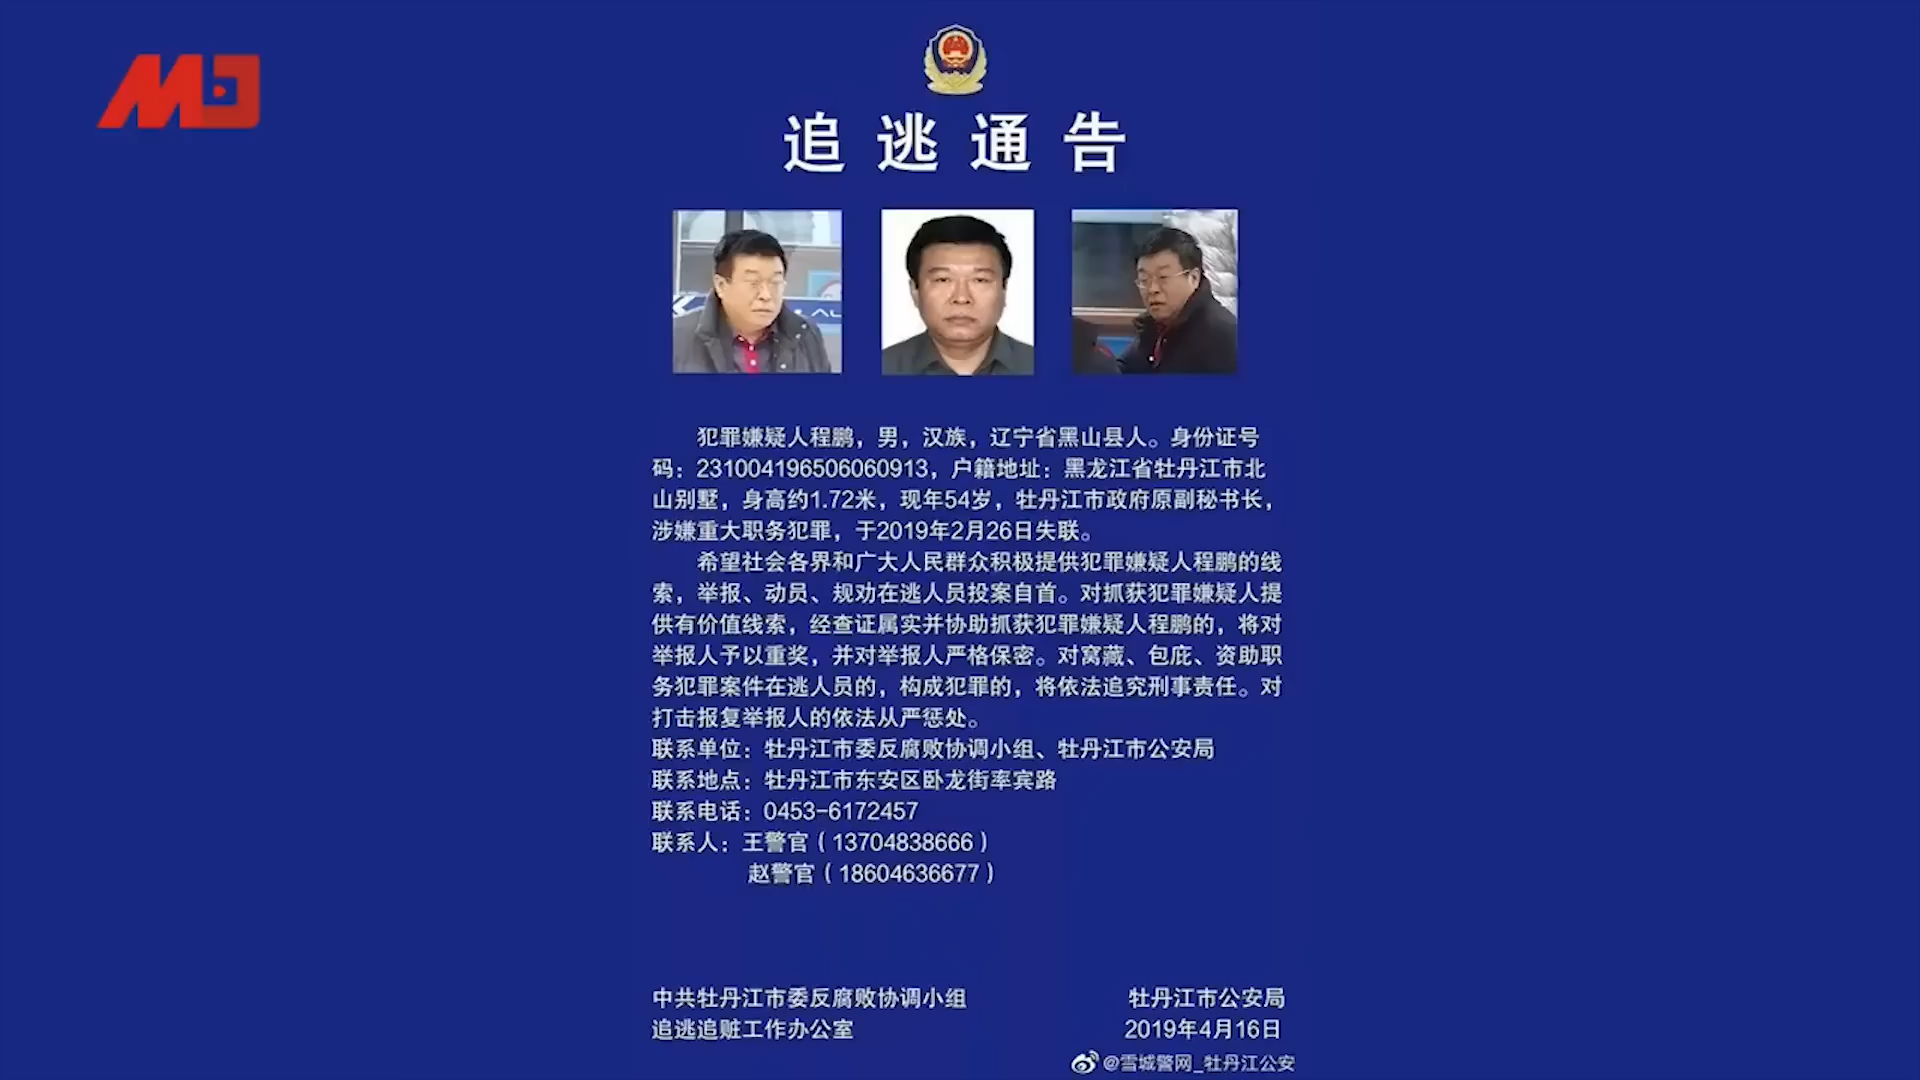 追逃通告
犯罪嫌疑人程鹏，男，汉族，辽宁省黑山县人。身份证号
码：231004196506060913，户籍地址：黑龙江省牡丹江市北
山别墅，身高约1.72米，现年54岁，牡丹江市政府原副秘书长，
涉嫌重大职务犯罪，于2019年2月26日失联。
希望社会各界和广大人民群众积极提供犯罪嫌疑人程鹏的线
索，举报、动员、规劝在逃人员投案自首。对抓获犯罪嫌疑人提
供有价值线索，经查证属实并协助抓获犯罪嫌疑人程鹏的，将对
举报人予以重奖，并对举报人严格保密。对窝藏、包庇、资助职
务犯罪案件在逃人员的，构成犯罪的，将依法追究刑事责任。对
打击报复举报人的依法从严惩处。
联系单位：牡丹江市委反腐败协调小组、牡丹江市公安局
联系地点：牡丹江市东安区卧龙街率宾路
联系电话：0453-6172457
联系人：王警官（13704838666）
赵警官（18604636677）
中共牡丹江市委反腐败协调小组 牡丹江市公安局
追逃追赃工作办公室 2019年4月16日
@雪城警网_牡丹江公安